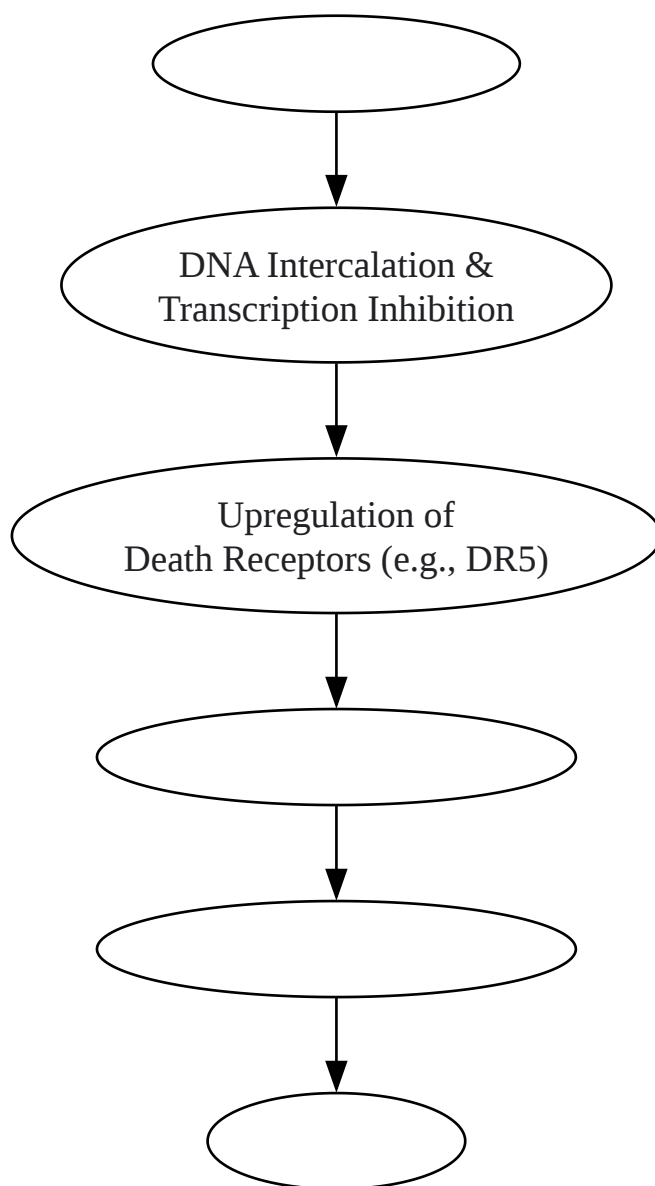 DNA Intercalation &
Transcription Inhibition
Upregulation of
Death Receptors (e.g., DR5)